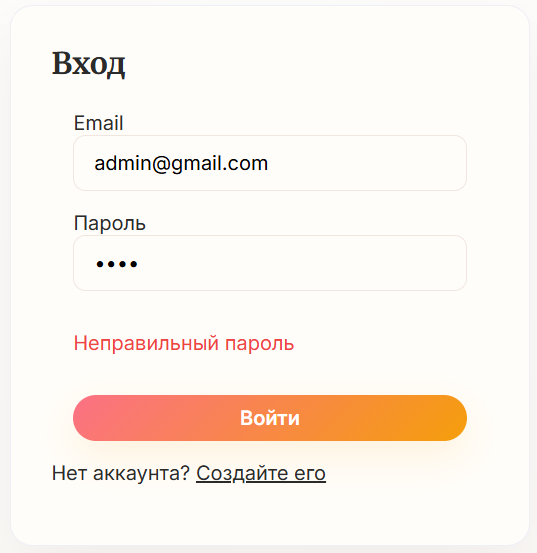 Вход
Email
admin@gmail.com
Пароль
••••
Неправильный пароль
Войти
Нет аккаунта? Создайте его